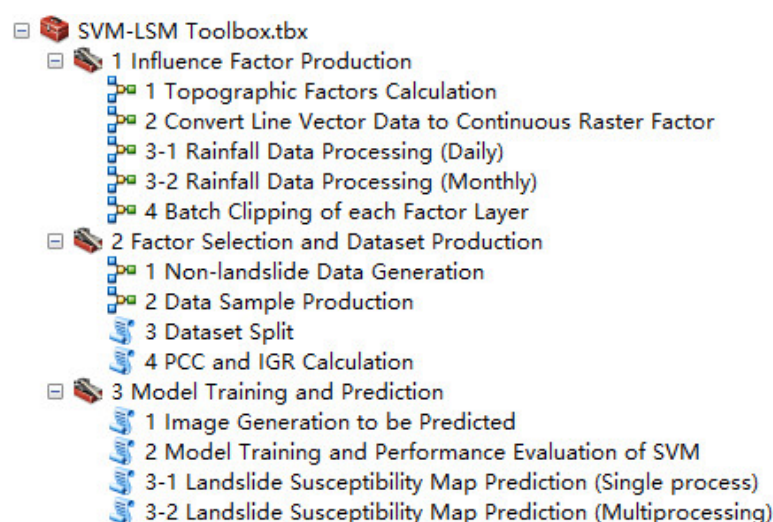 SVM-LSM Toolbox.tbx
1 Influence Factor Production
1 Topographic Factors Calculation
2 Convert Line Vector Data to Continuous Raster Factor
3-1 Rainfall Data Processing (Daily)
3-2 Rainfall Data Processing (Monthly)
4 Batch Clipping of each Factor Layer
2 Factor Selection and Dataset Production
1 Non-landslide Data Generation
2 Data Sample Production
3 Dataset Split
4 PCC and IGR Calculation
3 Model Training and Prediction
1 Image Generation to be Predicted
2 Model Training and Performance Evaluation of SVM
3-1 Landslide Susceptibility Map Prediction (Single process)
3-2 Landslide Susceptibility Map Prediction (Multiprocessing)